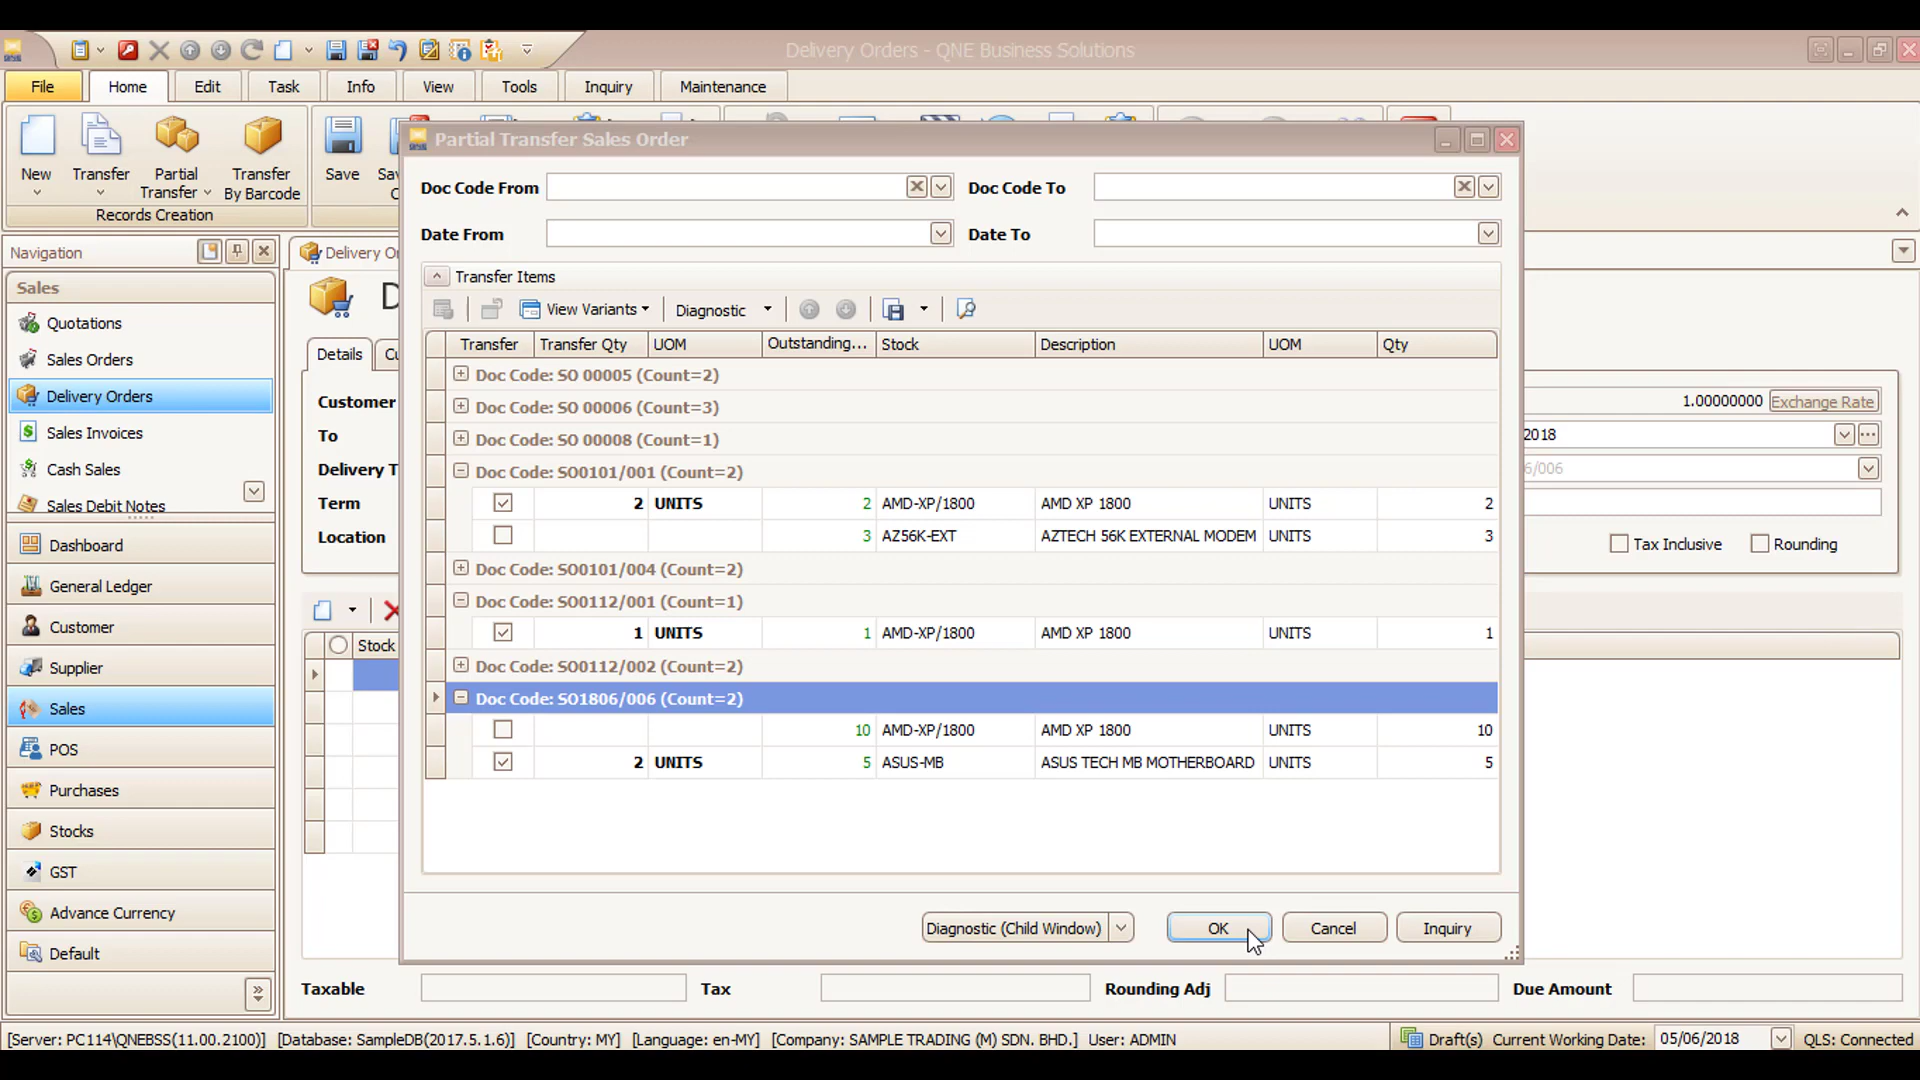 Delivery Orders - QNE Business Solutions
File Home Edit Task Info View Tools Inquiry Maintenance
New Transfer Partial Transfer Transfer By Barcode Save
Records Creation
Partial Transfer Sales Order
Doc Code From Doc Code To
Date From Date To
Transfer Items
View Variants Diagnostic
Transfer Transfer Qty UOM Outstanding... Stock Description UOM Qty
Doc Code: SO 00005 (Count=2)
Doc Code: SO 00006 (Count=3)
Doc Code: SO 00008 (Count=1)
Doc Code: SO0101/001 (Count=2)
2 UNITS 2 AMD-XP/1800 AMD XP 1800 UNITS 2
3 AZ56K-EXT AZTECH 56K EXTERNAL MODEM UNITS 3
Doc Code: SO0101/004 (Count=2)
Doc Code: SO0112/001 (Count=1)
1 UNITS 1 AMD-XP/1800 AMD XP 1800 UNITS 1
Doc Code: SO0112/002 (Count=2)
Doc Code: SO1806/006 (Count=2)
10 AMD-XP/1800 AMD XP 1800 UNITS 10
2 UNITS 5 ASUS-MB ASUS TECH MB MOTHERBOARD UNITS 5
Diagnostic (Child Window) OK Cancel Inquiry
Navigation
Sales
Quotations
Sales Orders
Delivery Orders
Sales Invoices
Cash Sales
Sales Debit Notes
Dashboard
General Ledger
Customer
Supplier
Sales
POS
Purchases
Stocks
GST
Advance Currency
Default
Delivery O
D
Details
Customer
To
Delivery T
Term
Location
Stock
1.00000000 Exchange Rate
2018
6/006
Tax Inclusive Rounding
Taxable Tax Rounding Adj Due Amount
[Server: PC114\QNEBSS(11.00.2100)] [Database: SampleDB(2017.5.1.6)] [Country: MY] [Language: en-MY] [Company: SAMPLE TRADING (M) SDN. BHD.] User: ADMIN Draft(s) Current Working Date: 05/06/2018 QLS: Connected